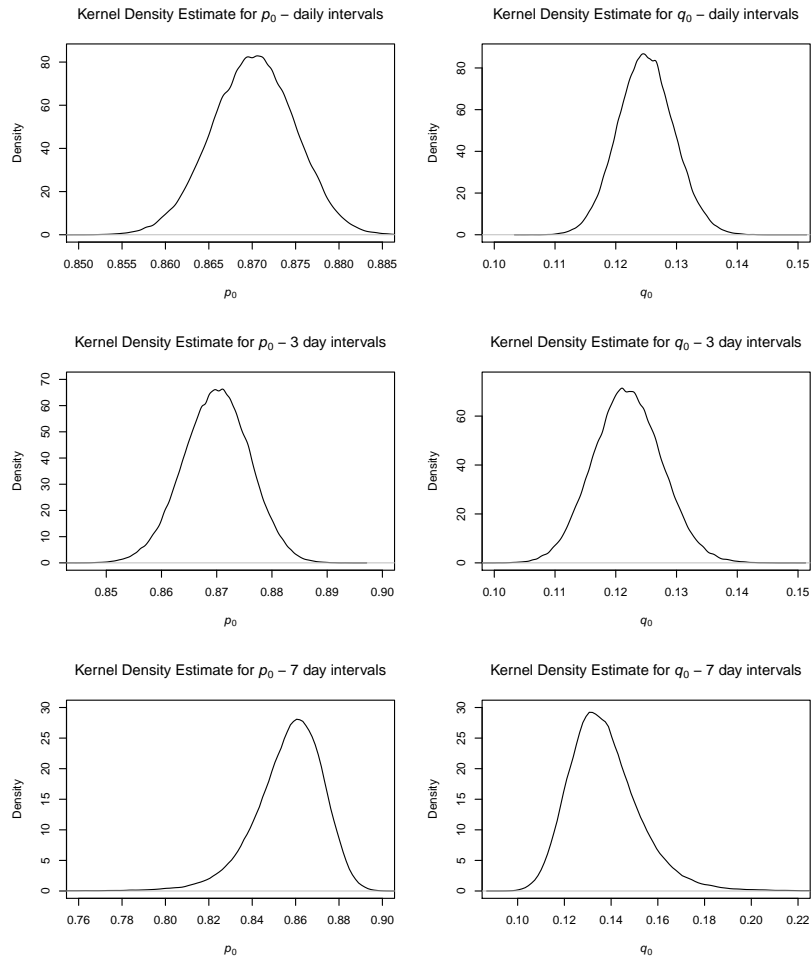 Kernel Density Estimate for p₀ − daily intervals
Density
0 20 40 60 80
0.850 0.855 0.860 0.865 0.870 0.875 0.880 0.885
p₀
Kernel Density Estimate for q₀ − daily intervals
Density
0 20 40 60 80
0.10 0.11 0.12 0.13 0.14 0.15
q₀
Kernel Density Estimate for p₀ − 3 day intervals
Density
0 10 20 30 40 50 60 70
0.85 0.86 0.87 0.88 0.89 0.90
p₀
Kernel Density Estimate for q₀ − 3 day intervals
Density
0 20 40 60
0.10 0.11 0.12 0.13 0.14 0.15
q₀
Kernel Density Estimate for p₀ − 7 day intervals
Density
0 5 10 15 20 25 30
0.76 0.78 0.80 0.82 0.84 0.86 0.88 0.90
p₀
Kernel Density Estimate for q₀ − 7 day intervals
Density
0 5 10 15 20 25 30
0.10 0.12 0.14 0.16 0.18 0.20 0.22
q₀